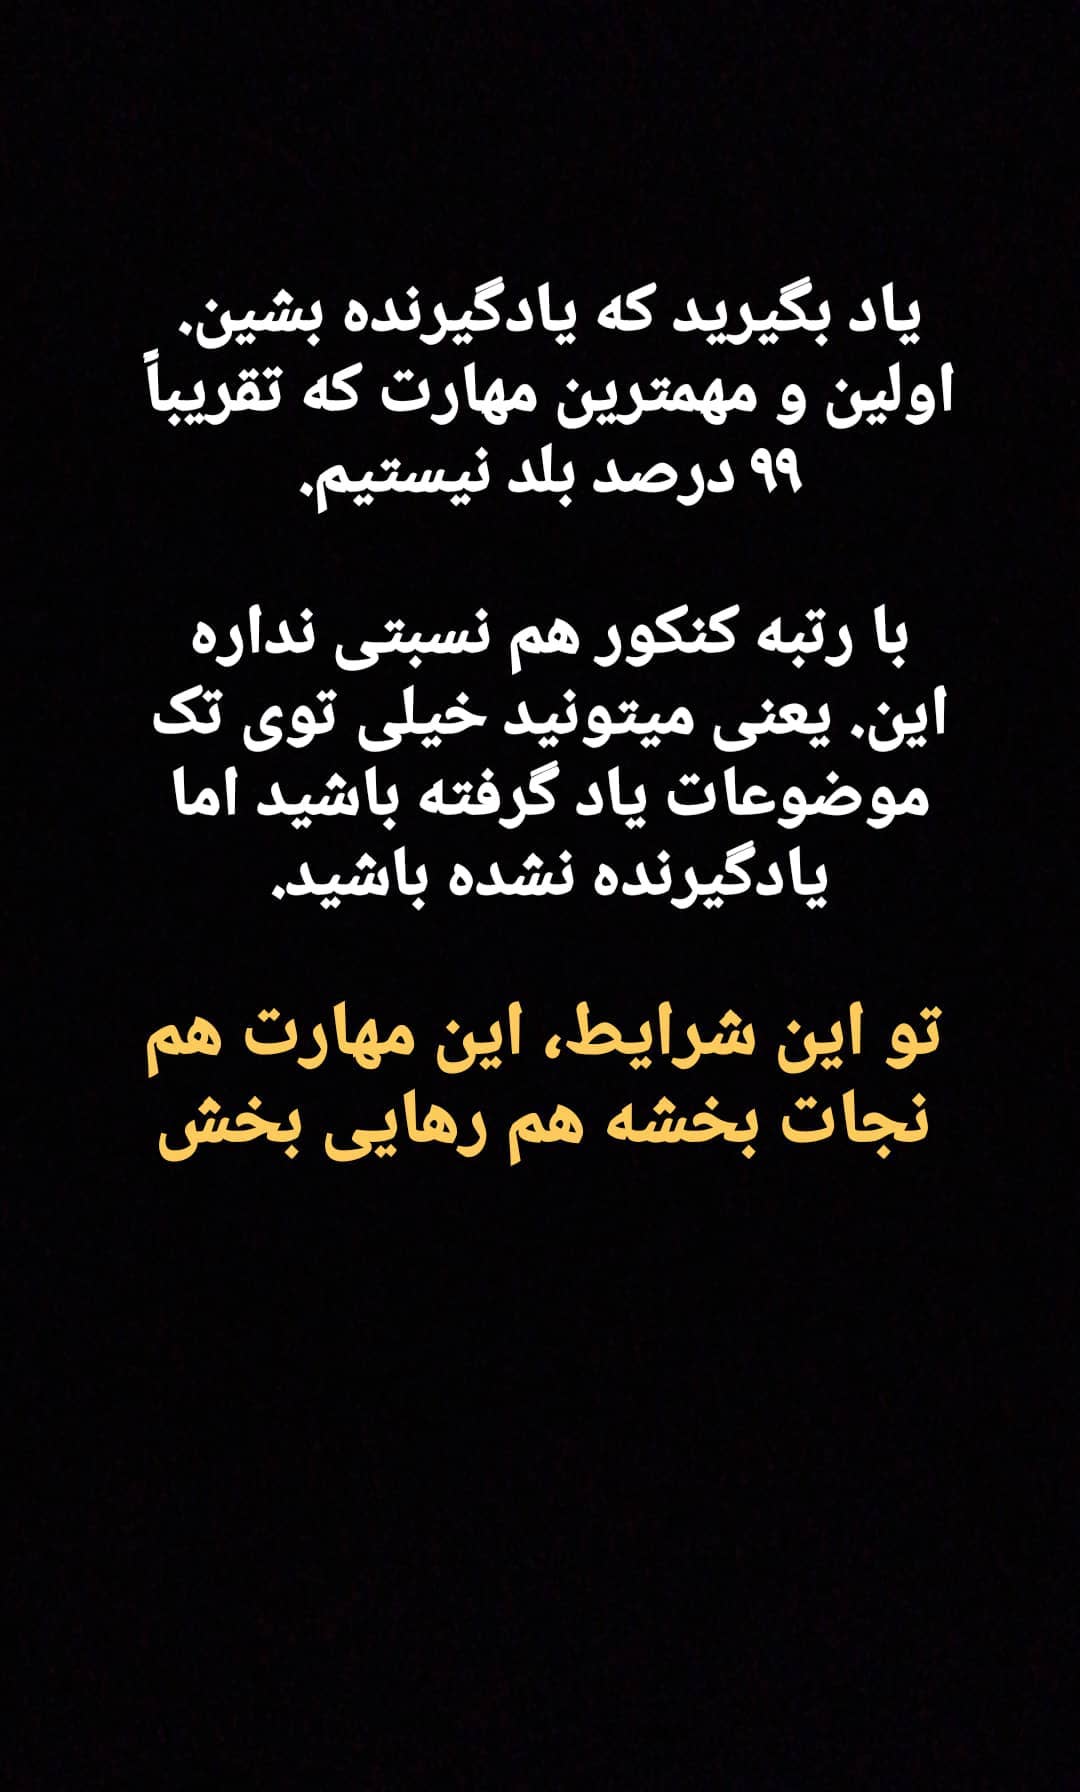 یاد بگیرید که یادگیرنده بشین.
اولین و مهمترین مهارت که تقریباً
۹۹ درصد بلد نیستیم.
با رتبه کنکور هم نسبتی نداره
این. یعنی میتونید خیلی توی تک
موضوعات یاد گرفته باشید اما
یادگیرنده نشده باشید.
تو این شرایط، این مهارت هم
نجات بخشه هم رهایی بخش